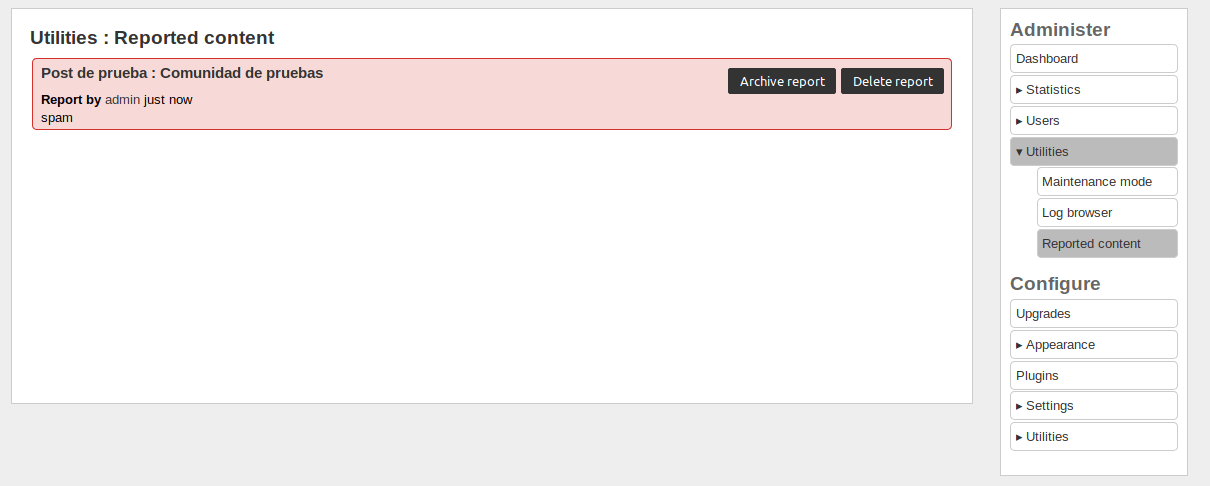 Utilities : Reported content
Post de prueba : Comunidad de pruebas
Archive report
Delete report
Report by admin just now
spam
Administer
Dashboard
▸ Statistics
▸ Users
▾ Utilities
Maintenance mode
Log browser
Reported content
Configure
Upgrades
▸ Appearance
Plugins
▸ Settings
▸ Utilities